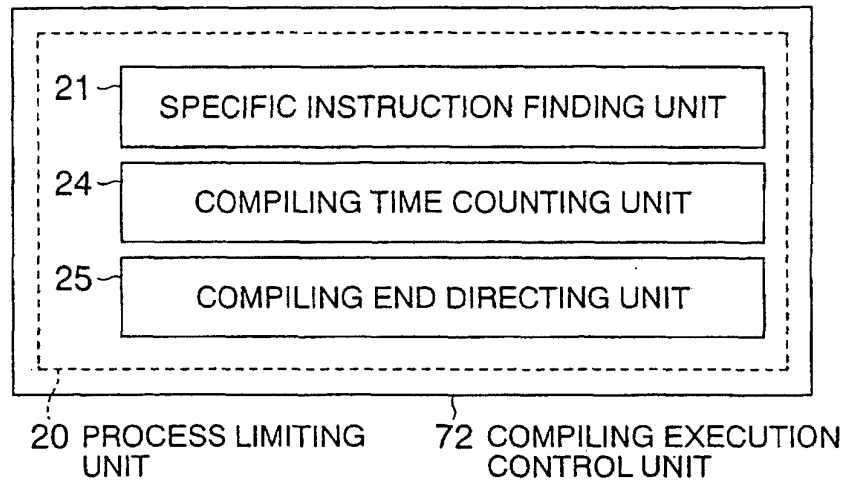 21 SPECIFIC INSTRUCTION FINDING UNIT
24 COMPILING TIME COUNTING UNIT
25 COMPILING END DIRECTING UNIT
20 PROCESS LIMITING
UNIT
72 COMPILING EXECUTION
CONTROL UNIT